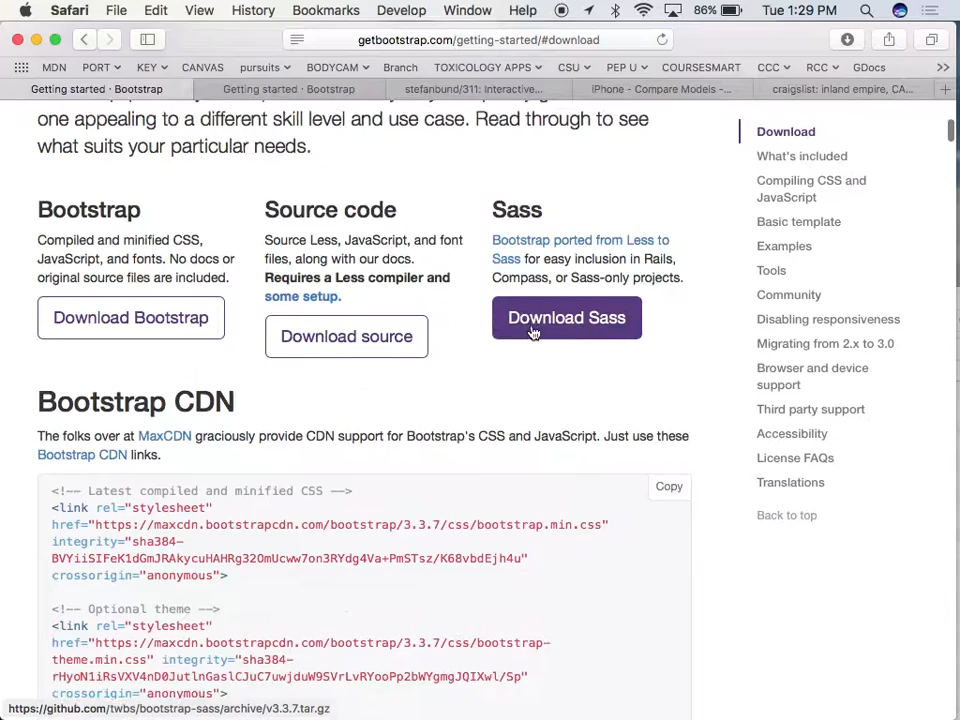 Safari File Edit View History Bookmarks Develop Window Help 86% Tue 1:29 PM
getbootstrap.com/getting-started/#download
MDN PORT KEY CANVAS pursuits BODYCAM Branch TOXICOLOGY APPS CSU PEP U COURSESMART CCC RCC GDocs
Getting started · Bootstrap Getting started · Bootstrap stefanbund/311: Interactive... iPhone - Compare Models -... craigslist: inland empire, CA...
one appealing to a different skill level and use case. Read through to see
what suits your particular needs.
Bootstrap
Compiled and minified CSS,
JavaScript, and fonts. No docs or
original source files are included.
Download Bootstrap
Source code
Source Less, JavaScript, and font
files, along with our docs.
Requires a Less compiler and
some setup.
Download source
Sass
Bootstrap ported from Less to
Sass for easy inclusion in Rails,
Compass, or Sass-only projects.
Download Sass
Bootstrap CDN
The folks over at MaxCDN graciously provide CDN support for Bootstrap's CSS and JavaScript. Just use these
Bootstrap CDN links.
Copy
<!-- Latest compiled and minified CSS -->
<link rel="stylesheet"
href="https://maxcdn.bootstrapcdn.com/bootstrap/3.3.7/css/bootstrap.min.css"
integrity="sha384-
BVYiiSIFeK1dGmJRAkycuHAHRg32OmUcww7on3RYdg4Va+PmSTsz/K68vbdEjh4u"
crossorigin="anonymous">
<!-- Optional theme -->
<link rel="stylesheet"
href="https://maxcdn.bootstrapcdn.com/bootstrap/3.3.7/css/bootstrap-
theme.min.css" integrity="sha384-
rHyoN1iRsVXV4nD0JutlnGaslCJuC7uwjduW9SVrLvRYooPp2bWYgmgJQIXwl/Sp"
crossorigin="anonymous">
Download
What's included
Compiling CSS and
JavaScript
Basic template
Examples
Tools
Community
Disabling responsiveness
Migrating from 2.x to 3.0
Browser and device
support
Third party support
Accessibility
License FAQs
Translations
Back to top
https://github.com/twbs/bootstrap-sass/archive/v3.3.7.tar.gz